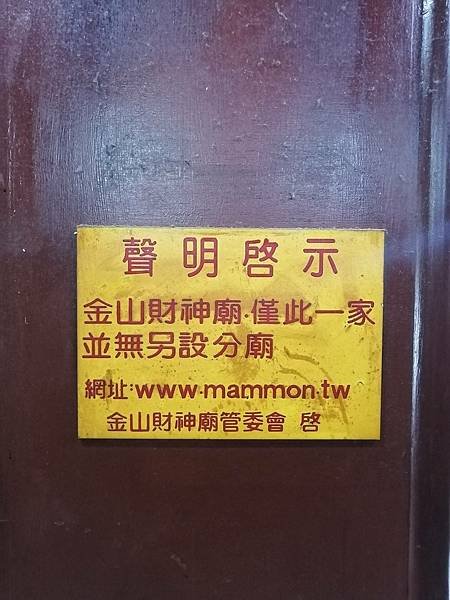 聲明啓示
金山財神廟·僅此一家
並無另設分廟
網址:www.mammon.tw
金山財神廟管委會 啓